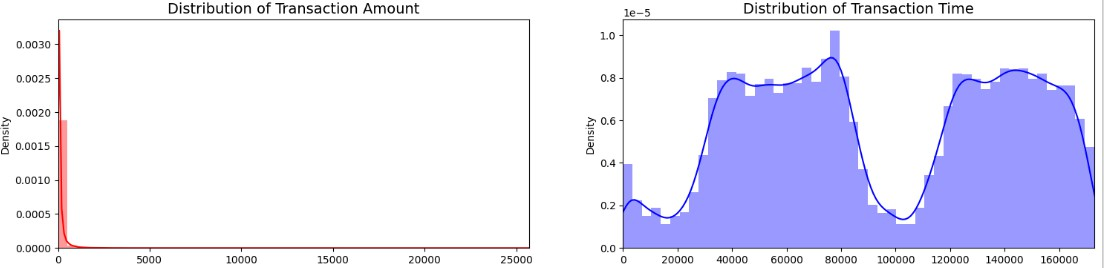 Distribution of Transaction Amount
0.0030
0.0025
0.0020
0.0015
0.0010
0.0005
0.0000
Density
0 5000 10000 15000 20000 25000
Distribution of Transaction Time
1e−5
1.0
0.8
0.6
0.4
0.2
0.0
Density
0 20000 40000 60000 80000 100000 120000 140000 160000